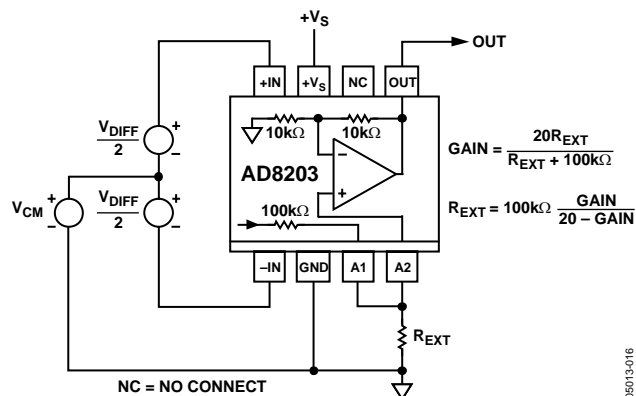 +VS
OUT
+IN
+VS
NC
OUT
10kΩ
10kΩ
VDIFF
2
+
−
−
+
AD8203
100kΩ
GAIN = 20REXT / REXT + 100kΩ
REXT = 100kΩ GAIN / 20 – GAIN
VCM
+
−
VDIFF
2
+
−
–IN
GND
A1
A2
REXT
NC = NO CONNECT
05013-016